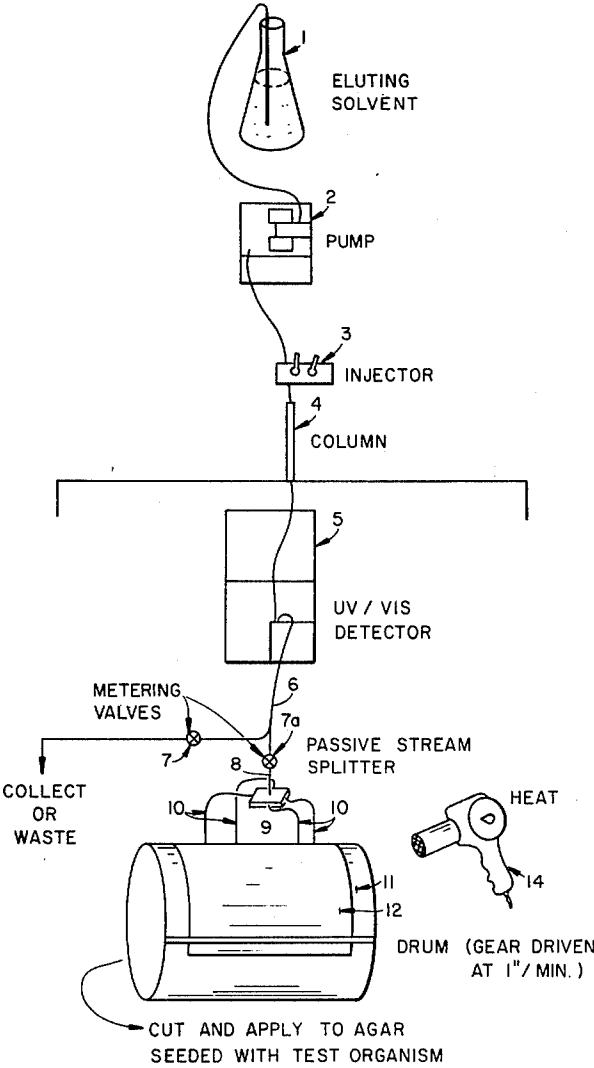 1
ELUTING
SOLVENT
2
PUMP
3
INJECTOR
4
COLUMN
5
UV / VIS
DETECTOR
6
METERING
VALVES
7a
7
PASSIVE STREAM
SPLITTER
8
COLLECT
OR
WASTE
10
9
10
HEAT
14
11
12
DRUM (GEAR DRIVEN
AT 1"/MIN.)
CUT AND APPLY TO AGAR
SEEDED WITH TEST ORGANISM